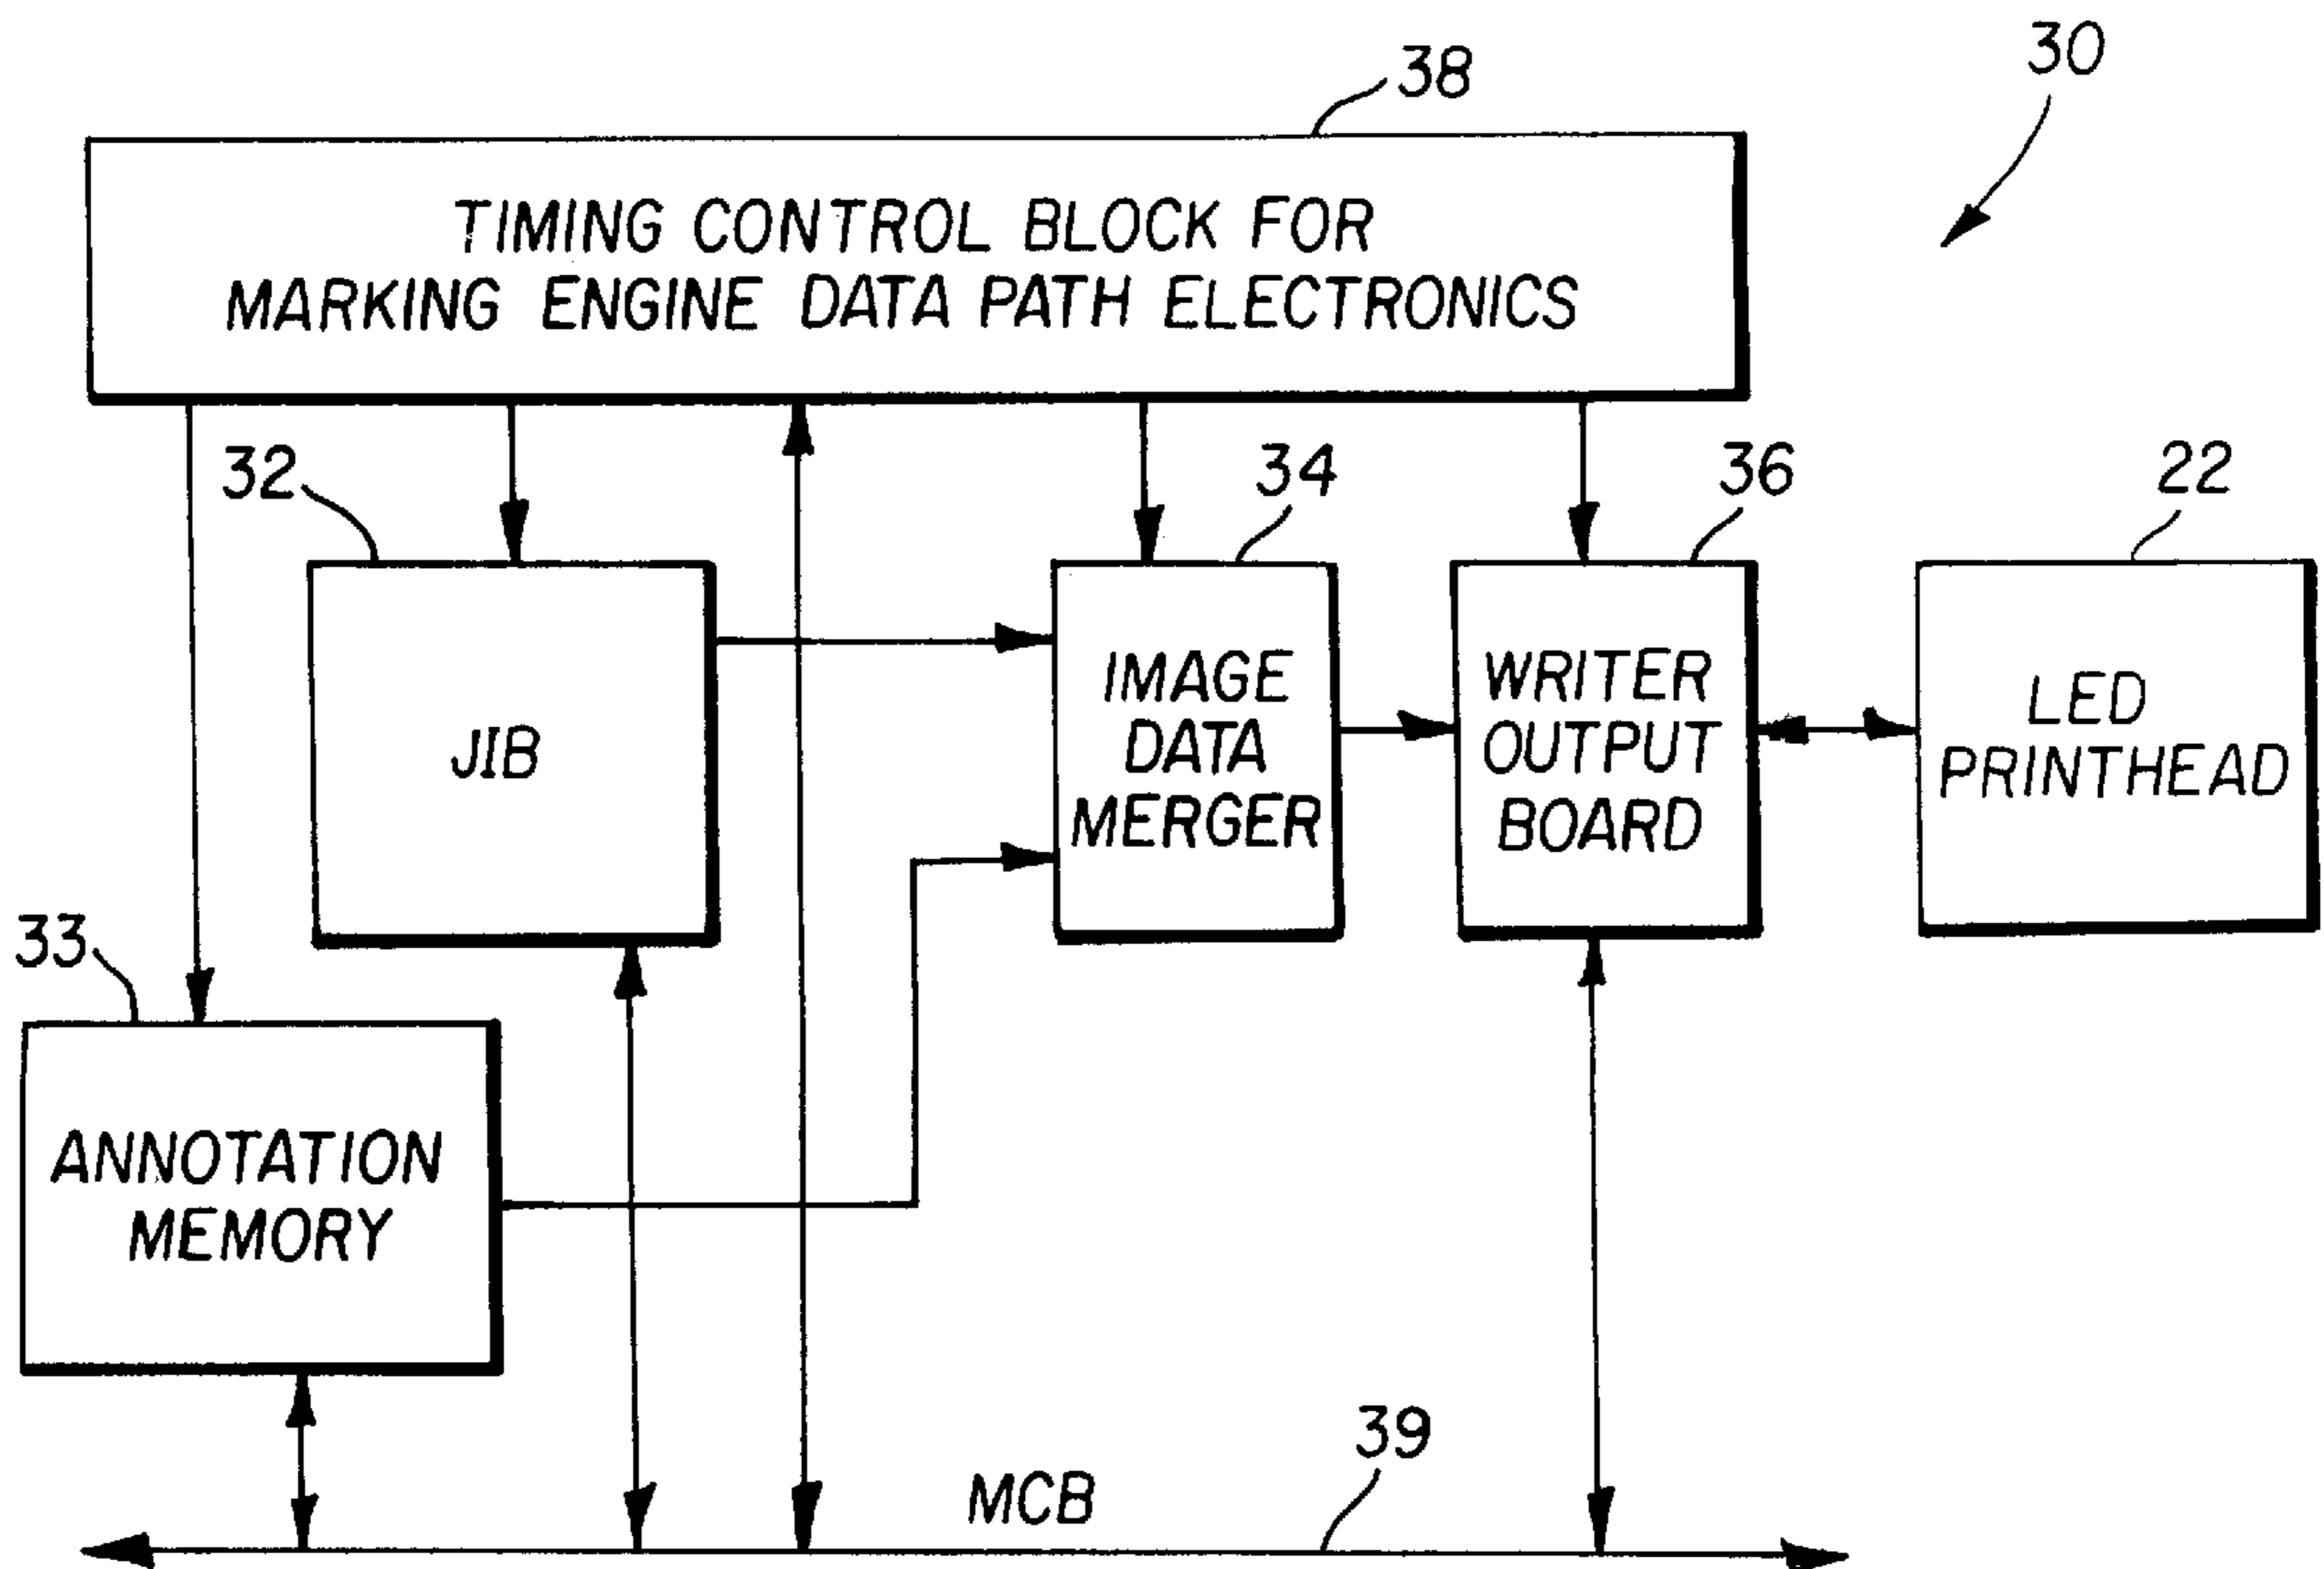 30
38
TIMING CONTROL BLOCK FOR
MARKING ENGINE DATA PATH ELECTRONICS
32
34
36
22
JIB
IMAGE
DATA
MERGER
WRITER
OUTPUT
BOARD
LED
PRINTHEAD
33
ANNOTATION
MEMORY
39
MCB